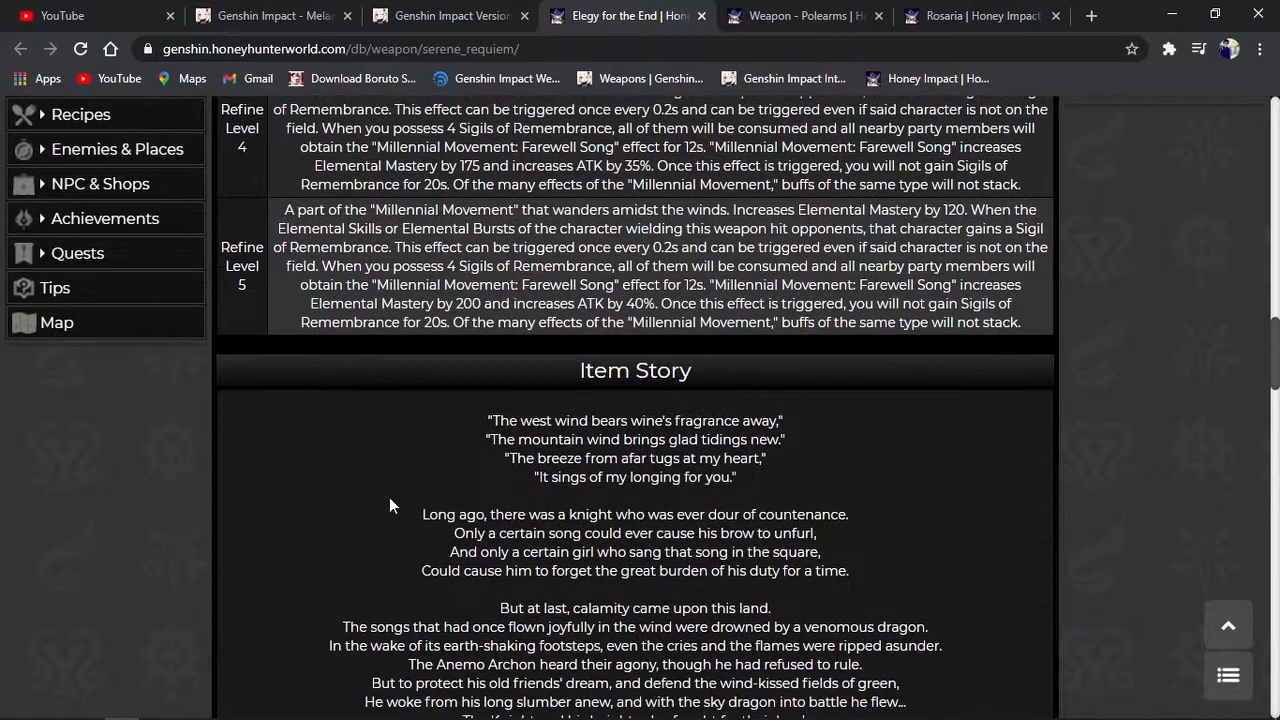 YouTube
Genshin Impact - Melar
Genshin Impact Version
Elegy for the End | Hon
Weapon - Polearms | H
Rosaria | Honey Impact
genshin.honeyhunterworld.com/db/weapon/serene_requiem/
Apps
YouTube
Maps
Gmail
Download Boruto S...
Genshin Impact We...
Weapons | Genshin...
Genshin Impact Int...
Honey Impact | Ho...
Recipes
Enemies & Places
NPC & Shops
Achievements
Quests
Tips
Map
Refine
Level
4
of Remembrance. This effect can be triggered once every 0.2s and can be triggered even if said character is not on the
field. When you possess 4 Sigils of Remembrance, all of them will be consumed and all nearby party members will
obtain the "Millennial Movement: Farewell Song" effect for 12s. "Millennial Movement: Farewell Song" increases
Elemental Mastery by 175 and increases ATK by 35%. Once this effect is triggered, you will not gain Sigils of
Remembrance for 20s. Of the many effects of the "Millennial Movement," buffs of the same type will not stack.
Refine
Level
5
A part of the "Millennial Movement" that wanders amidst the winds. Increases Elemental Mastery by 120. When the
Elemental Skills or Elemental Bursts of the character wielding this weapon hit opponents, that character gains a Sigil
of Remembrance. This effect can be triggered once every 0.2s and can be triggered even if said character is not on the
field. When you possess 4 Sigils of Remembrance, all of them will be consumed and all nearby party members will
obtain the "Millennial Movement: Farewell Song" effect for 12s. "Millennial Movement: Farewell Song" increases
Elemental Mastery by 200 and increases ATK by 40%. Once this effect is triggered, you will not gain Sigils of
Remembrance for 20s. Of the many effects of the "Millennial Movement," buffs of the same type will not stack.
Item Story
"The west wind bears wine's fragrance away,"
"The mountain wind brings glad tidings new."
"The breeze from afar tugs at my heart,"
"It sings of my longing for you."
Long ago, there was a knight who was ever dour of countenance.
Only a certain song could ever cause his brow to unfurl,
And only a certain girl who sang that song in the square,
Could cause him to forget the great burden of his duty for a time.
But at last, calamity came upon this land.
The songs that had once flown joyfully in the wind were drowned by a venomous dragon.
In the wake of its earth-shaking footsteps, even the cries and the flames were ripped asunder.
The Anemo Archon heard their agony, though he had refused to rule.
But to protect his old friends' dream, and defend the wind-kissed fields of green,
He woke from his long slumber anew, and with the sky dragon into battle he flew...